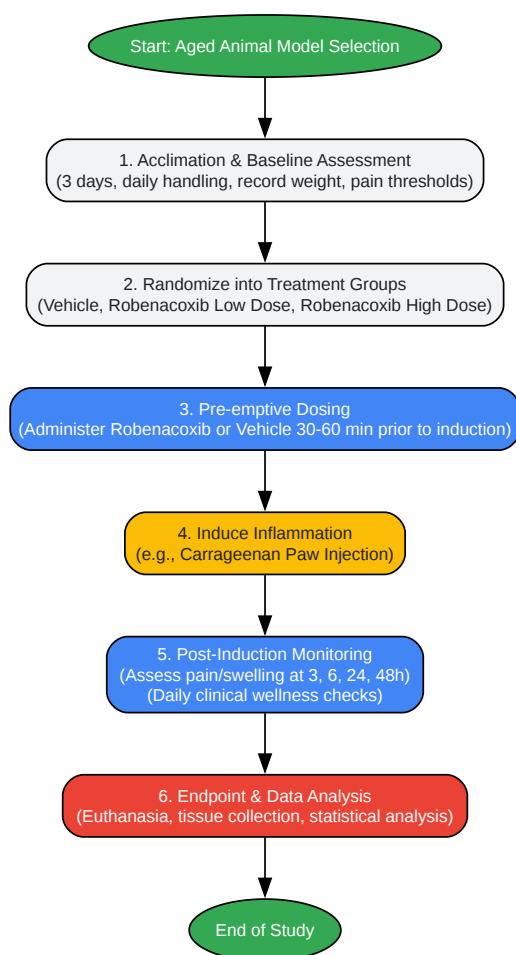 Start: Aged Animal Model Selection
1. Acclimation & Baseline Assessment
(3 days, daily handling, record weight, pain thresholds)
2. Randomize into Treatment Groups
(Vehicle, Robenacoxib Low Dose, Robenacoxib High Dose)
3. Pre-emptive Dosing
(Administer Robenacoxib or Vehicle 30-60 min prior to induction)
4. Induce Inflammation
(e.g., Carrageenan Paw Injection)
5. Post-Induction Monitoring
(Assess pain/swelling at 3, 6, 24, 48h)
(Daily clinical wellness checks)
6. Endpoint & Data Analysis
(Euthanasia, tissue collection, statistical analysis)
End of Study